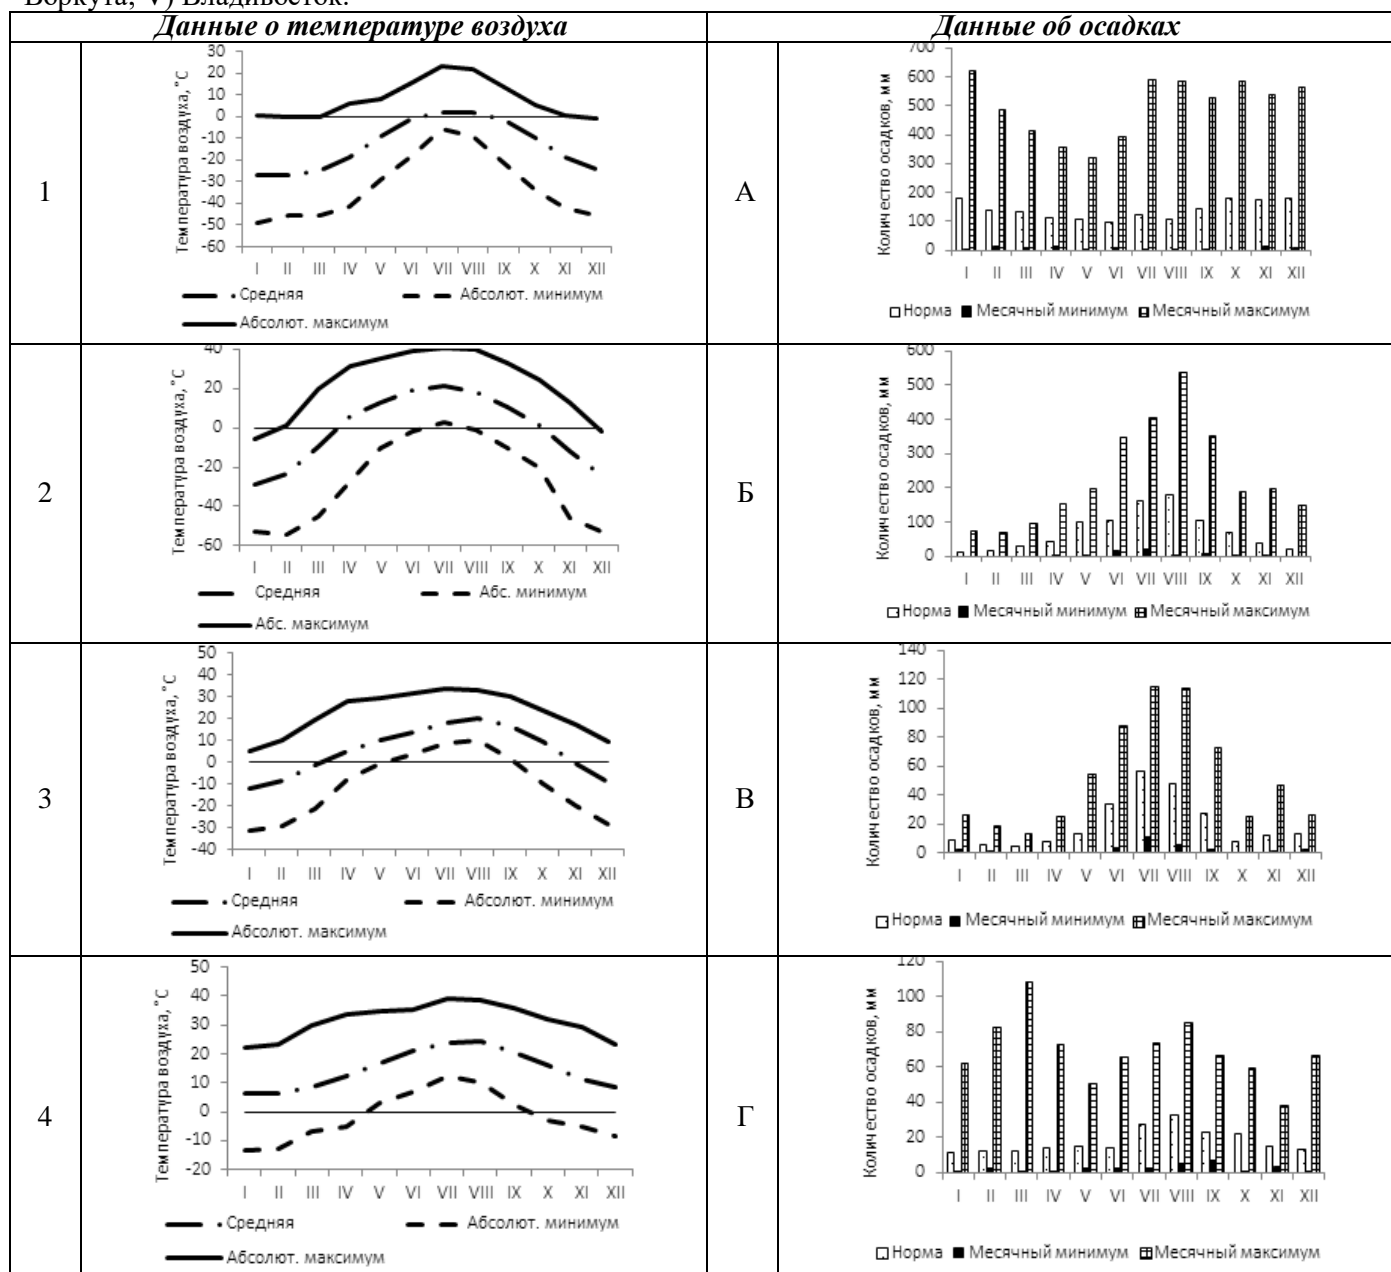 Воркута; V) Владивосток.
Данные о температуре воздуха
Данные об осадках
1
Температура воздуха,°С
30
20
10
0
-10
-20
-30
-40
-50
-60
I II III IV V VI VII VIII IX X XI XII
Средняя
Абсолют. минимум
Абсолют. максимум
А
Количество осадков, мм
700
600
500
400
300
200
100
0
I II III IV V VI VII VIII IX X XI XII
Норма Месячный минимум Месячный максимум
2
Температура воздуха,°С
40
20
0
-20
-40
-60
I II III IV V VI VII VIII IX X XI XII
Средняя
Абс. минимум
Абс. максимум
Б
Количество осадков, мм
600
500
400
300
200
100
0
I II III IV V VI VII VIII IX X XI XII
Норма Месячный минимум Месячный максимум
3
Температура воздуха,°С
50
40
30
20
10
0
-10
-20
-30
-40
I II III IV V VI VII VIII IX X XI XII
Средняя
Абсолют. минимум
Абсолют. максимум
В
Количество осадков, мм
140
120
100
80
60
40
20
0
I II III IV V VI VII VIII IX X XI XII
Норма Месячный минимум Месячный максимум
4
Температура воздуха,°С
50
40
30
20
10
0
-10
-20
I II III IV V VI VII VIII IX X XI XII
Средняя
Абсолют. минимум
Абсолют. максимум
Г
Количество осадков, мм
120
100
80
60
40
20
0
I II III IV V VI VII VIII IX X XI XII
Норма Месячный минимум Месячный максимум